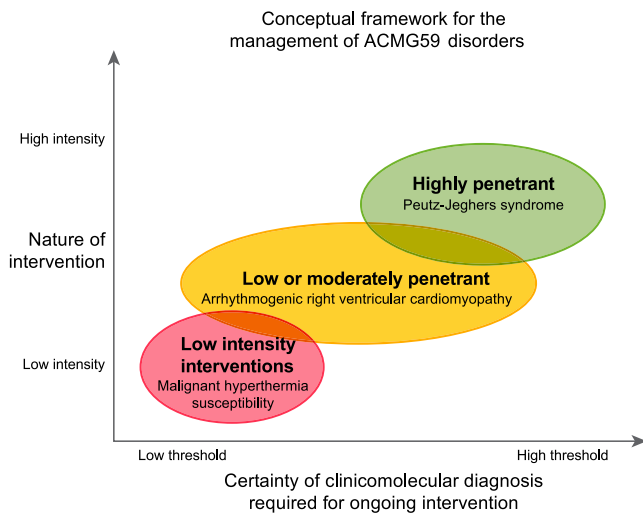 Conceptual framework for the
management of ACMG59 disorders
High intensity
Highly penetrant
Peutz-Jeghers syndrome
Nature of
intervention
Low or moderately penetrant
Arrhythmogenic right ventricular cardiomyopathy
Low intensity
Low intensity
interventions
Malignant hyperthermia
susceptibility
Low threshold
High threshold
Certainty of clinicomolecular diagnosis
required for ongoing intervention